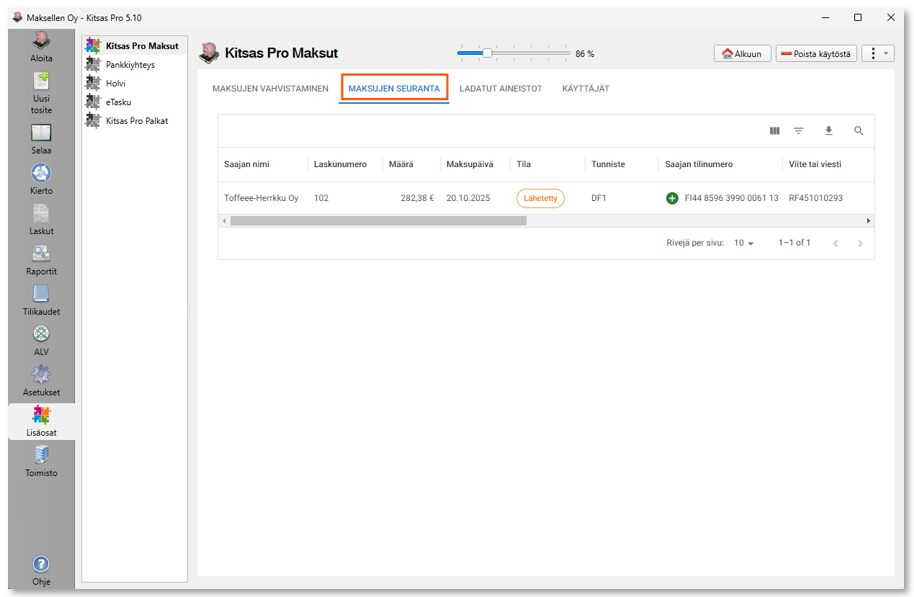 Maksellen Oy - Kitsas Pro 5.10
Aloita
Uusi
tosite
Selaa
Kierto
Laskut
Raportit
Tilikaudet
ALV
Asetukset
Lisäosat
Toimisto
Ohje
Kitsas Pro Maksut
Pankkiyhteys
Holvi
eTasku
Kitsas Pro Palkat
Kitsas Pro Maksut
86 %
Alkuun
Poista käytöstä
MAKSUJEN VAHVISTAMINEN MAKSUJEN SEURANTA LADATUT AINEISTOT KÄYTTÄJÄT
Saajan nimi Laskunumero Määrä Maksupäivä Tila Tunniste Saajan tilinumero Viite tai viesti
Toffeee-Herrkku Oy 102 282,38 € 20.10.2025 Lähetetty DF1 FI44 8596 3990 0061 13 RF451010293
Rivejä per sivu: 10 1–1 of 1